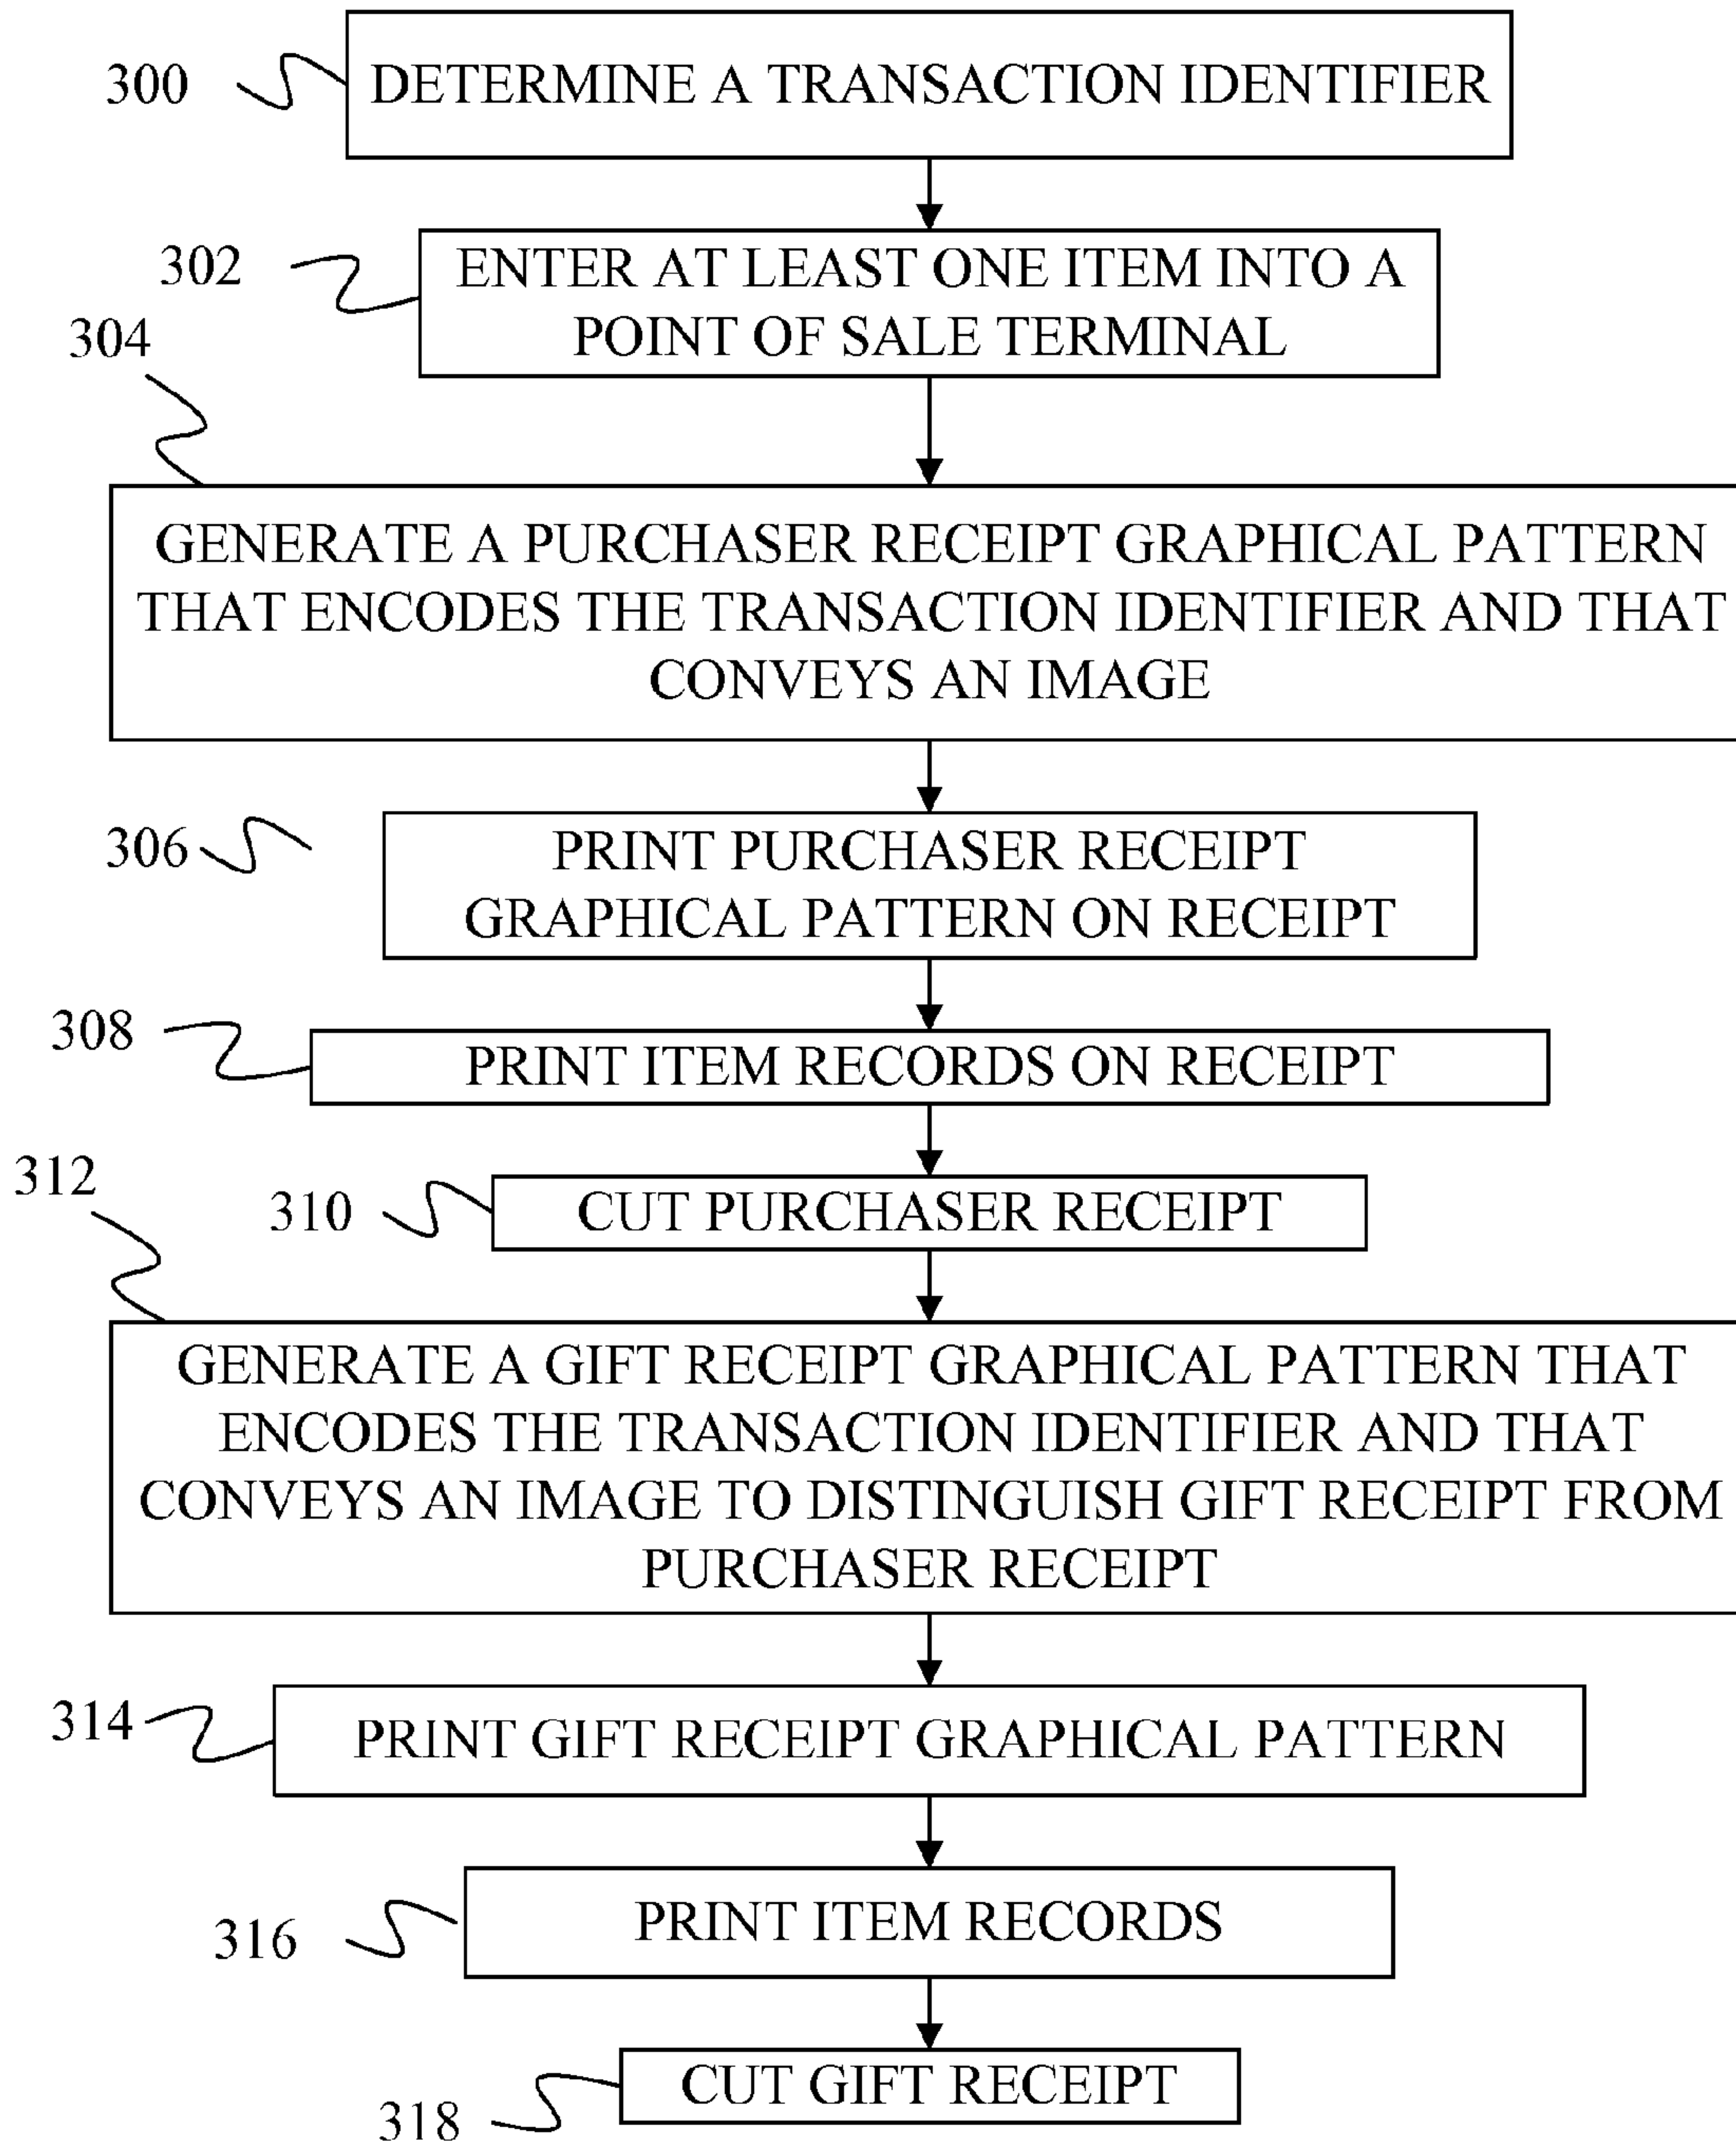 300
DETERMINE A TRANSACTION IDENTIFIER
302
ENTER AT LEAST ONE ITEM INTO A
POINT OF SALE TERMINAL
304
GENERATE A PURCHASER RECEIPT GRAPHICAL PATTERN
THAT ENCODES THE TRANSACTION IDENTIFIER AND THAT
CONVEYS AN IMAGE
306
PRINT PURCHASER RECEIPT
GRAPHICAL PATTERN ON RECEIPT
308
PRINT ITEM RECORDS ON RECEIPT
310
CUT PURCHASER RECEIPT
312
GENERATE A GIFT RECEIPT GRAPHICAL PATTERN THAT
ENCODES THE TRANSACTION IDENTIFIER AND THAT
CONVEYS AN IMAGE TO DISTINGUISH GIFT RECEIPT FROM
PURCHASER RECEIPT
314
PRINT GIFT RECEIPT GRAPHICAL PATTERN
316
PRINT ITEM RECORDS
318
CUT GIFT RECEIPT